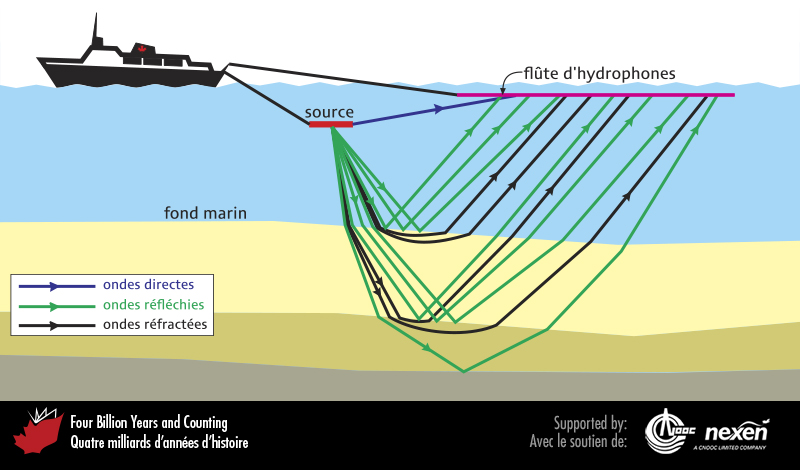 flûte d'hydrophones
source
fond marin
ondes directes
ondes réfléchies
ondes réfractées
Four Billion Years and Counting
Quatre milliards d'années d'histoire
Supported by:
Avec le soutien de:
CNOOC nexen
A CNOOC LIMITED COMPANY